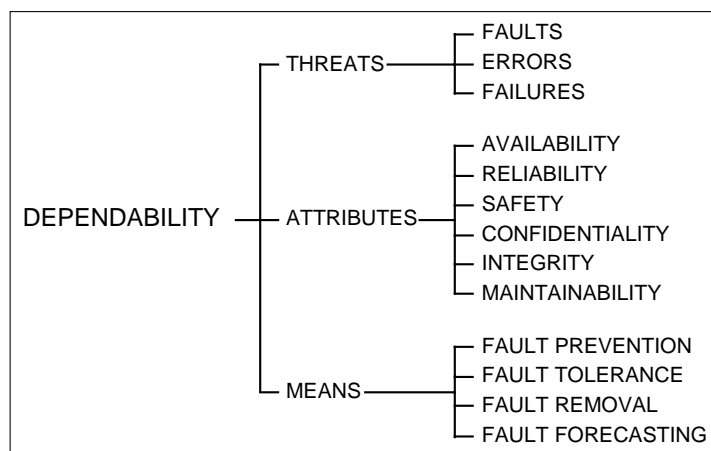 DEPENDABILITY
THREATS
FAULTS
ERRORS
FAILURES
ATTRIBUTES
AVAILABILITY
RELIABILITY
SAFETY
CONFIDENTIALITY
INTEGRITY
MAINTAINABILITY
MEANS
FAULT PREVENTION
FAULT TOLERANCE
FAULT REMOVAL
FAULT FORECASTING